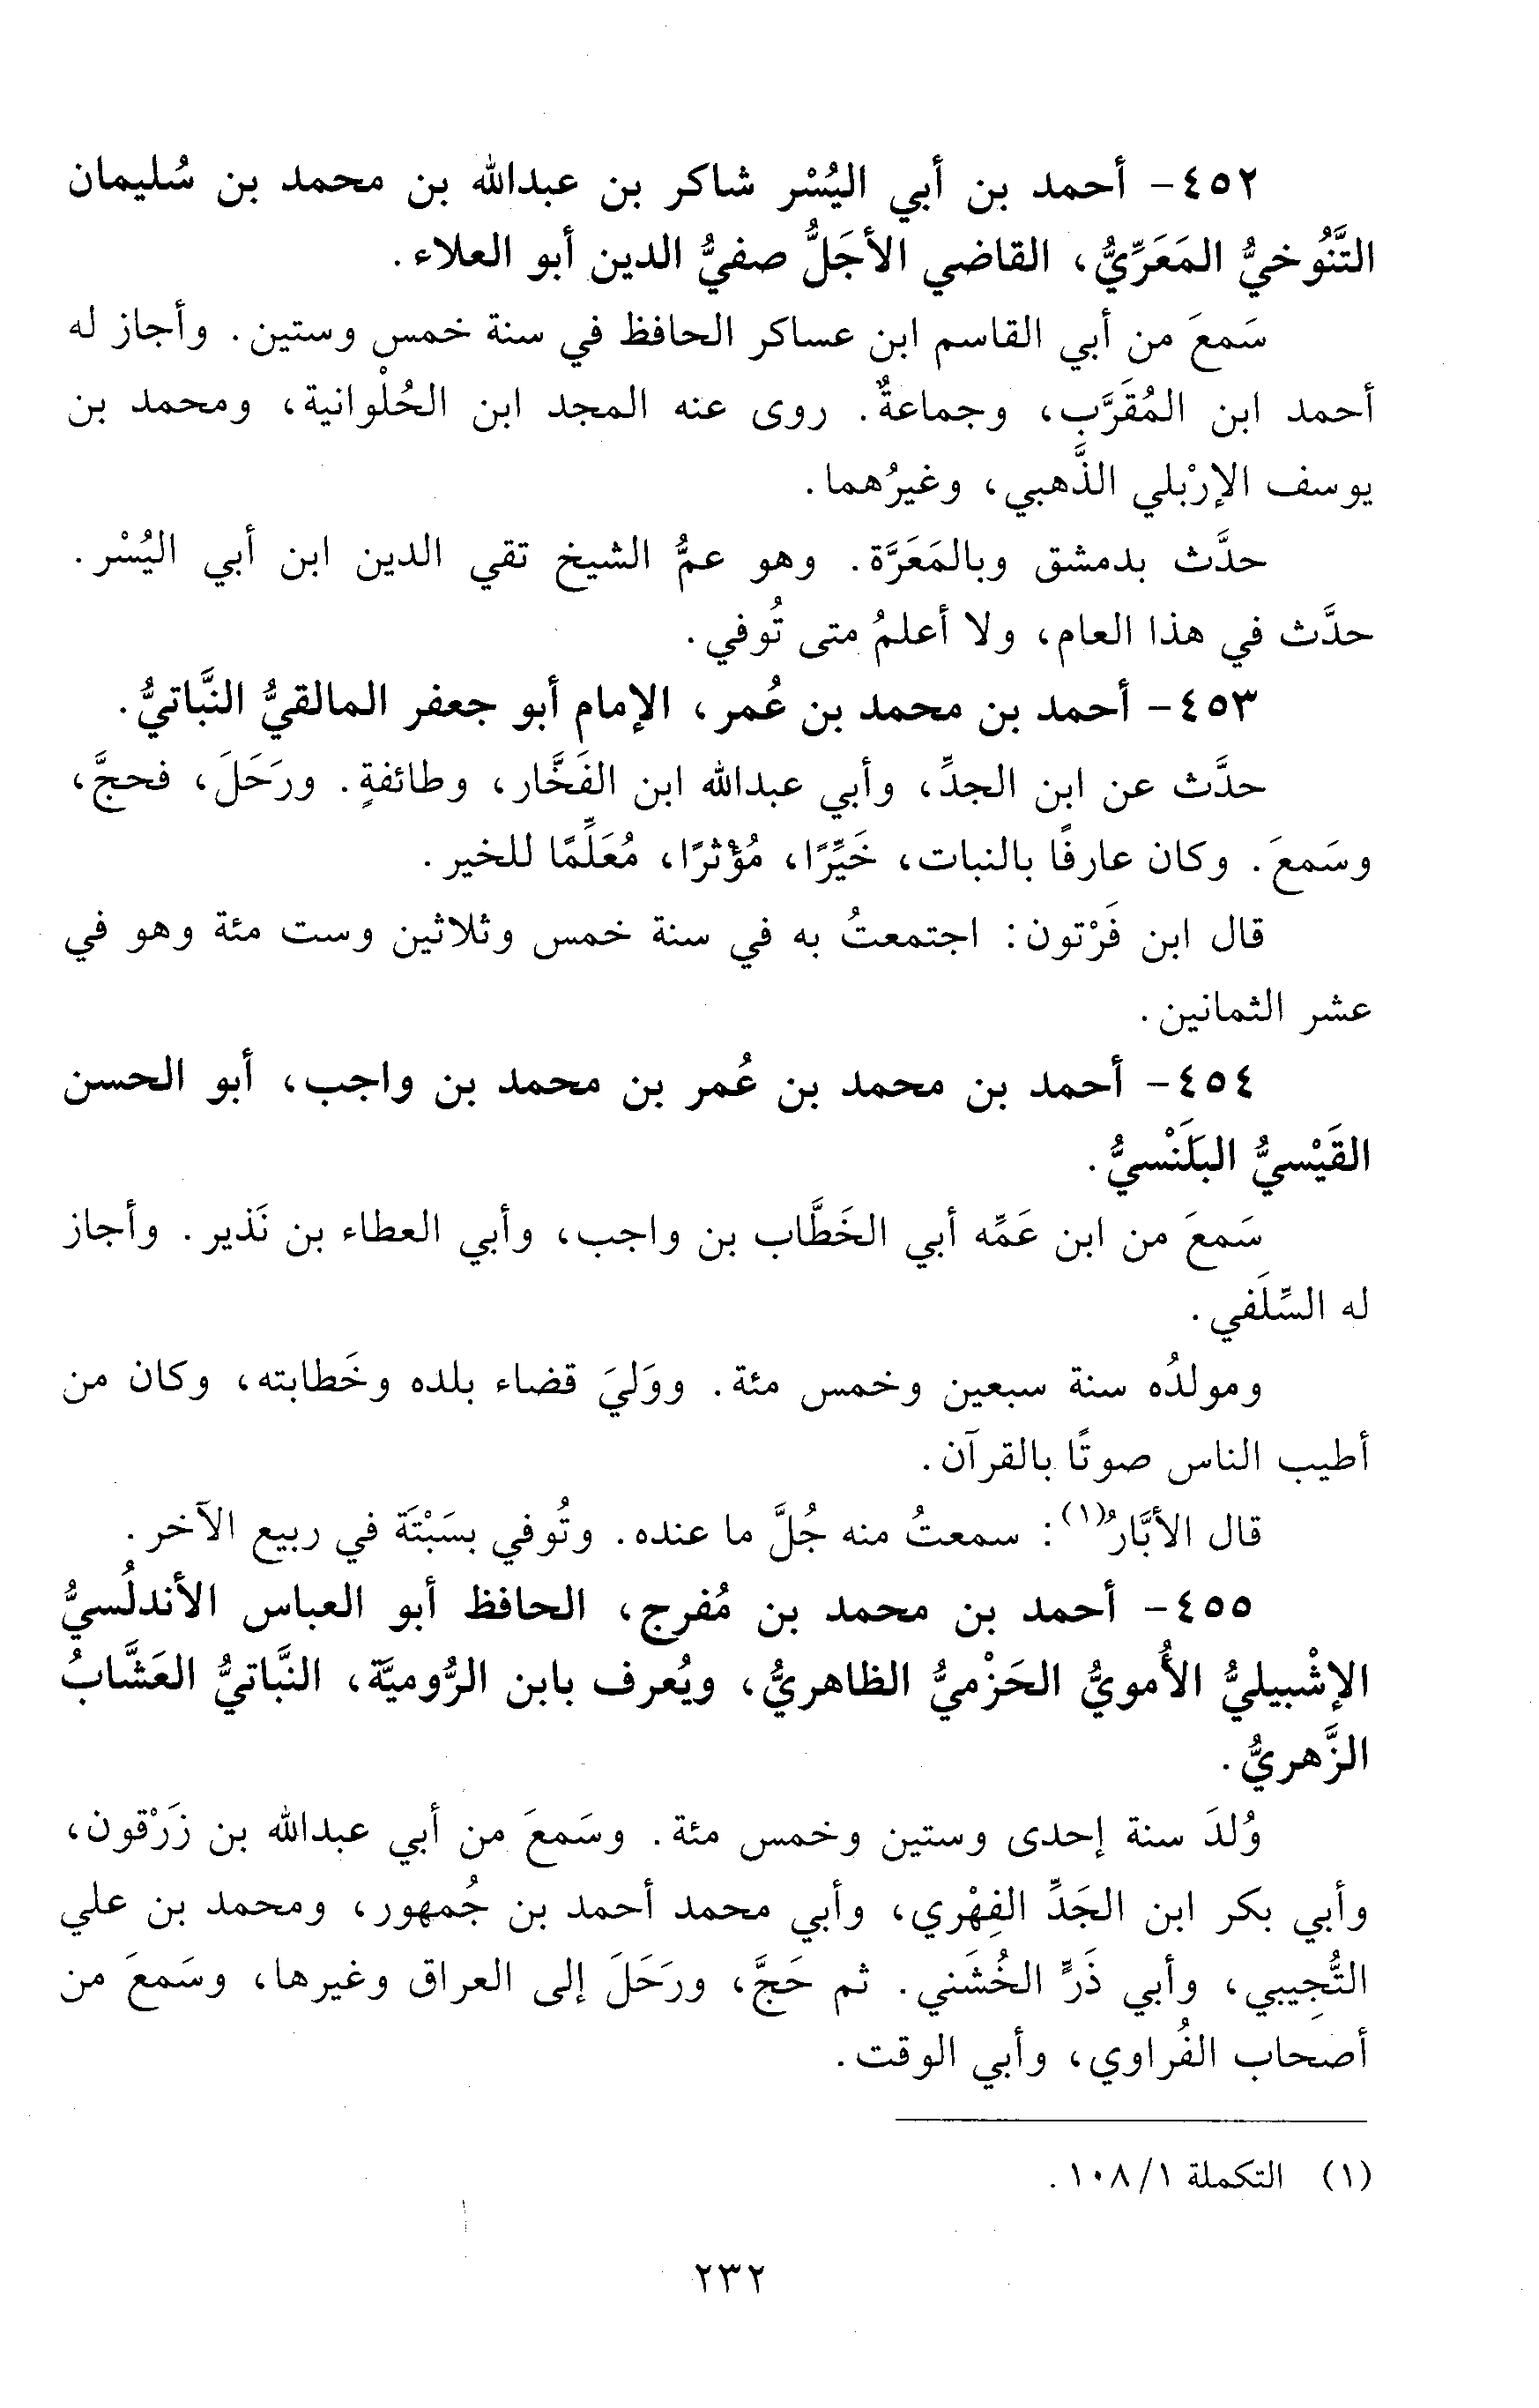 ٤٥٢- أحمد بن أبي اليُسْر شاكر بن عبدالله بن محمد بن سُليمان
التَّنُوخيُّ المَعَرِّيُّ، القاضي الأجَلُّ صفيُّ الدين أبو العلاء.
سَمعَ من أبي القاسم ابن عساكر الحافظ في سنة خمس وستين. وأجاز له
أحمد ابن المُقَرَّب، وجماعةٌ. روى عنه المجد ابن الحُلْوانية، ومحمد بن
يوسف الإرْبلي الذَّهبي، وغيرُهما.
حدَّث بدمشق وبالمَعَرَّة. وهو عمُّ الشيخ تقي الدين ابن أبي اليُسْر.
حدَّث في هذا العام، ولا أعلمُ متى تُوفي.
٤٥٣- أحمد بن محمد بن عُمر، الإمام أبو جعفر المالقيُّ النَّباتيُّ.
حدَّث عن ابن الجدِّ، وأبي عبدالله ابن الفَخَّار، وطائفةٍ. ورَحَلَ، فحجَّ،
وسَمعَ. وكان عارفًا بالنبات، خَيِّرًا، مُؤْثرًا، مُعَلِّمًا للخير.
قال ابن فَرْتون: اجتمعتُ به في سنة خمس وثلاثين وست مئة وهو في
عشر الثمانين.
٤٥٤- أحمد بن محمد بن عُمر بن محمد بن واجب، أبو الحسن
القَيْسيُّ البَلَنْسيُّ.
سَمعَ من ابن عَمِّه أبي الخَطَّاب بن واجب، وأبي العطاء بن نَذير. وأجاز
له السِّلَفي.
ومولدُه سنة سبعين وخمس مئة. ووَليَ قضاء بلده وخَطابته، وكان من
أطيب الناس صوتًا بالقرآن.
قال الأبَّارُ(١): سمعتُ منه جُلَّ ما عنده. وتُوفي بسَبْتَة في ربيع الآخر.
٤٥٥- أحمد بن محمد بن مُفرج، الحافظ أبو العباس الأندلُسيُّ
الإشْبيليُّ الأُمويُّ الحَزْميُّ الظاهريُّ، ويُعرف بابن الرُّوميَّة، النَّباتيُّ العَشَّابُ
الزَّهريُّ.
وُلدَ سنة إحدى وستين وخمس مئة. وسَمعَ من أبي عبدالله بن زَرْقون،
وأبي بكر ابن الجَدِّ الفِهْري، وأبي محمد أحمد بن جُمهور، ومحمد بن علي
التُّجِيبي، وأبي ذَرٍّ الخُشَني. ثم حَجَّ، ورَحَلَ إلى العراق وغيرها، وسَمعَ من
أصحاب الفُراوي، وأبي الوقت.
(١) التكملة ١/ ١٠٨.
٢٣٢